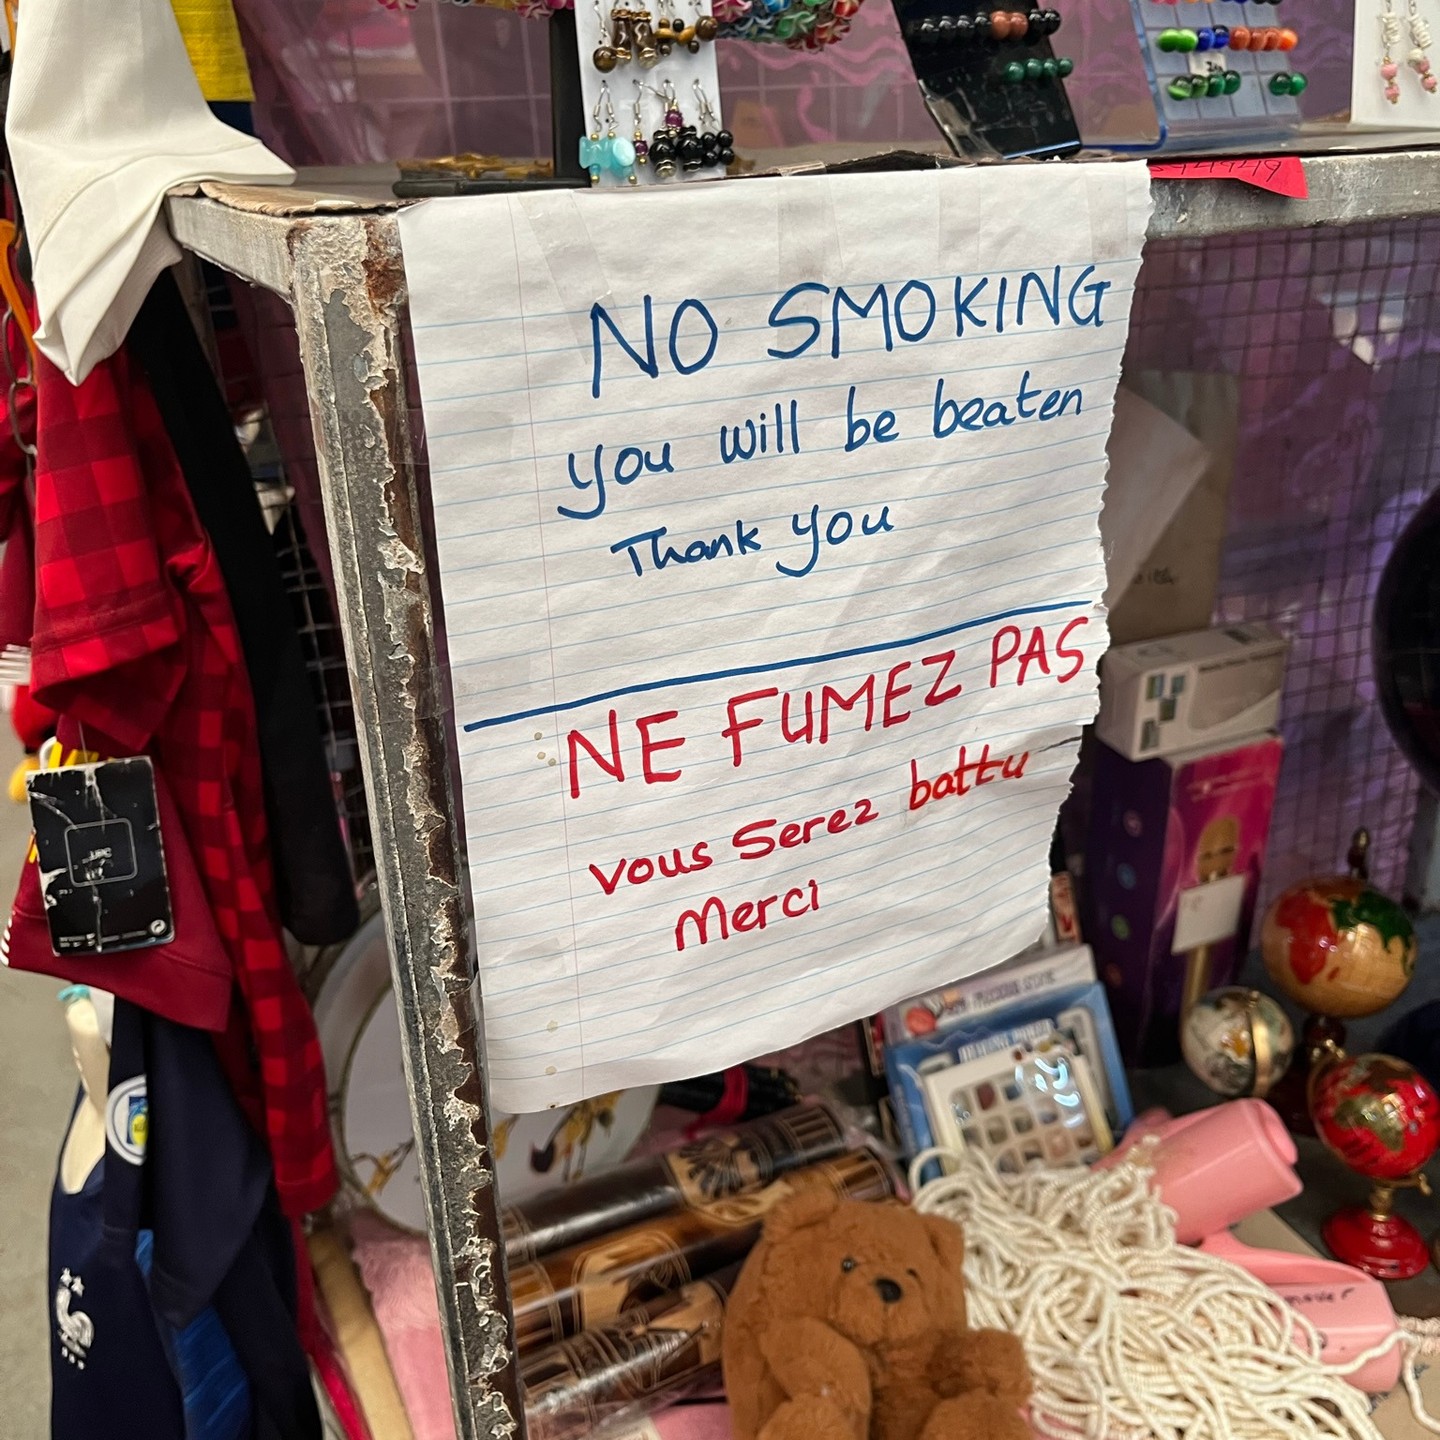 NO SMOKING
you will be beaten
Thank you
NE FUMEZ PAS
vous Serez battu
Merci